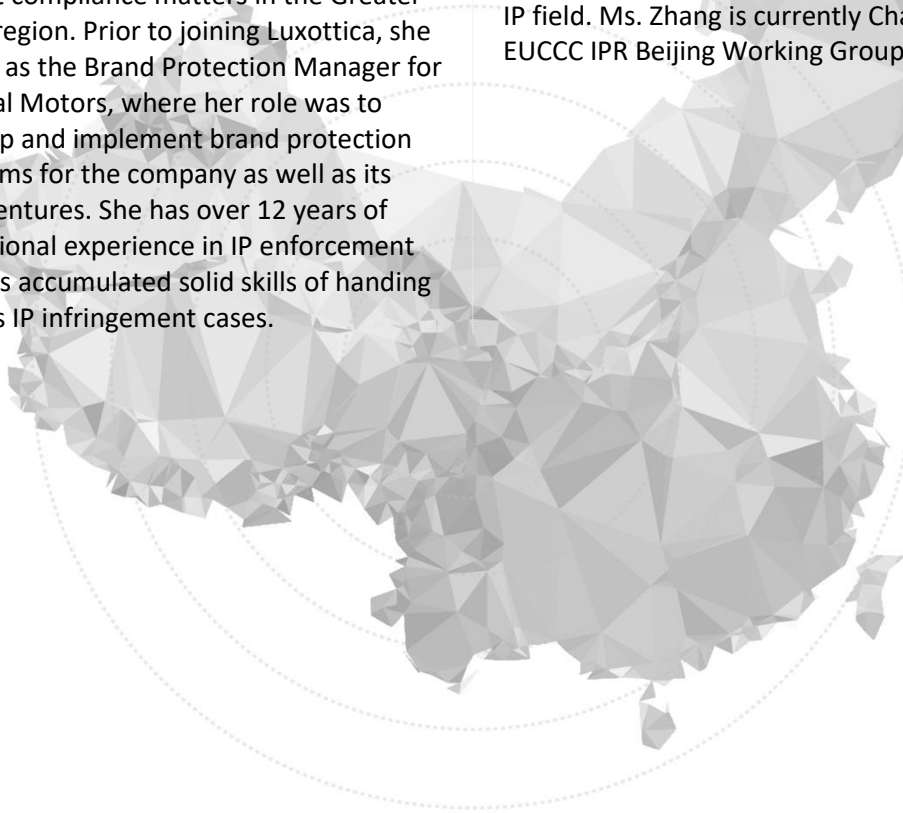 t compliance matters in the Greater
region. Prior to joining Luxottica, she
as the Brand Protection Manager for
al Motors, where her role was to
p and implement brand protection
ms for the company as well as its
entures. She has over 12 years of
ional experience in IP enforcement
s accumulated solid skills of handing
s IP infringement cases.
IP field. Ms. Zhang is currently Cha
EUCCC IPR Beijing Working Group